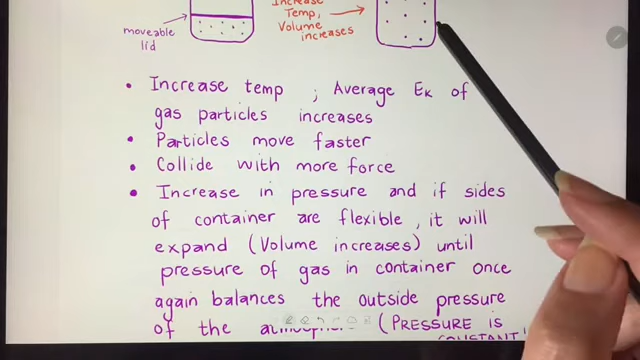 Increase
Temp,
Volume
increases
moveable
lid
• Increase temp ; Average Ek of
gas particles increases
• Particles move faster
• Collide with more force
• Increase in pressure and if sides
of container are flexible, it will
expand (Volume increases) until
pressure of gas in container once
again balances the outside pressure
of the atmosphere (PRESSURE IS
CONSTANT!